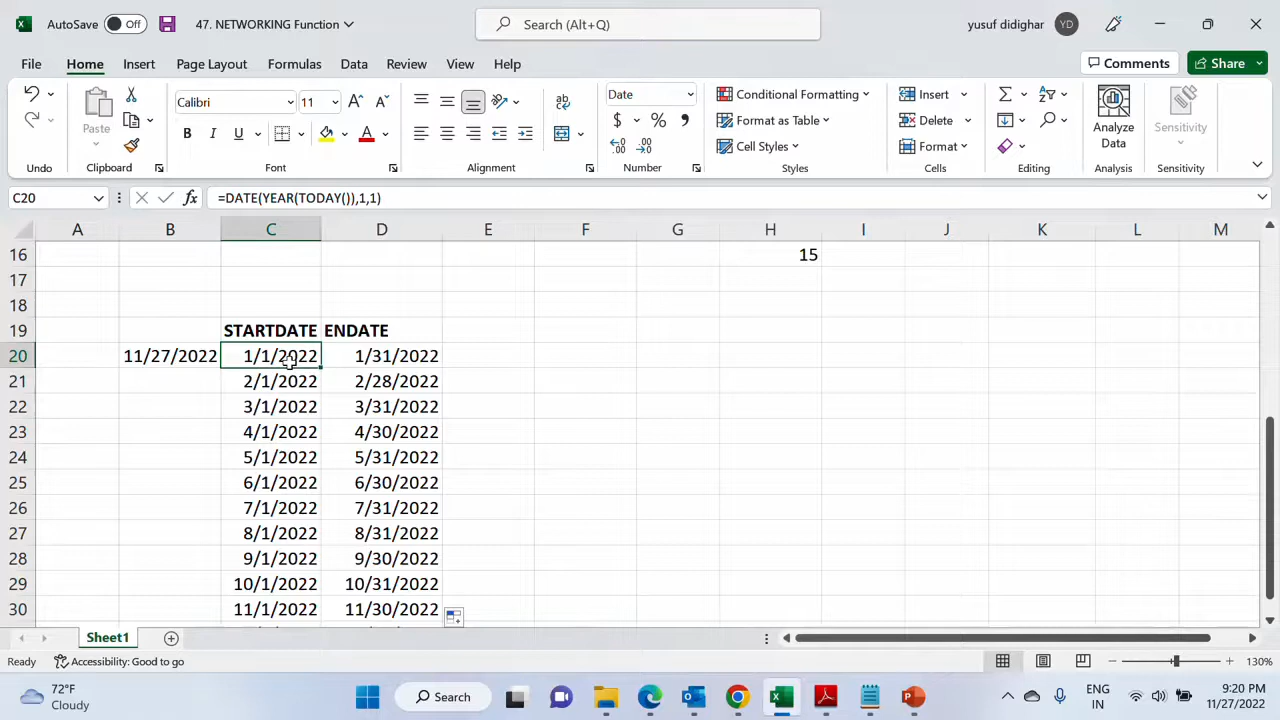 AutoSave Off 47. NETWORKING Function Search (Alt+Q) yusuf didighar YD
File Home Insert Page Layout Formulas Data Review View Help Comments Share
Calibri 11 Date Conditional Formatting Insert
Paste B I U A $ % Format as Table Delete Analyze Data Sensitivity
Cell Styles Format
Undo Clipboard Font Alignment Number Styles Cells Editing Analysis Sensitivity
C20 fx =DATE(YEAR(TODAY()),1,1)
A B C D E F G H I J K L M
16 15
17
18
19 STARTDATE ENDATE
20 11/27/2022 1/1/2022 1/31/2022
21 2/1/2022 2/28/2022
22 3/1/2022 3/31/2022
23 4/1/2022 4/30/2022
24 5/1/2022 5/31/2022
25 6/1/2022 6/30/2022
26 7/1/2022 7/31/2022
27 8/1/2022 8/31/2022
28 9/1/2022 9/30/2022
29 10/1/2022 10/31/2022
30 11/1/2022 11/30/2022
Sheet1
Ready Accessibility: Good to go 130%
72°F Search ENG 9:20 PM
Cloudy IN 11/27/2022